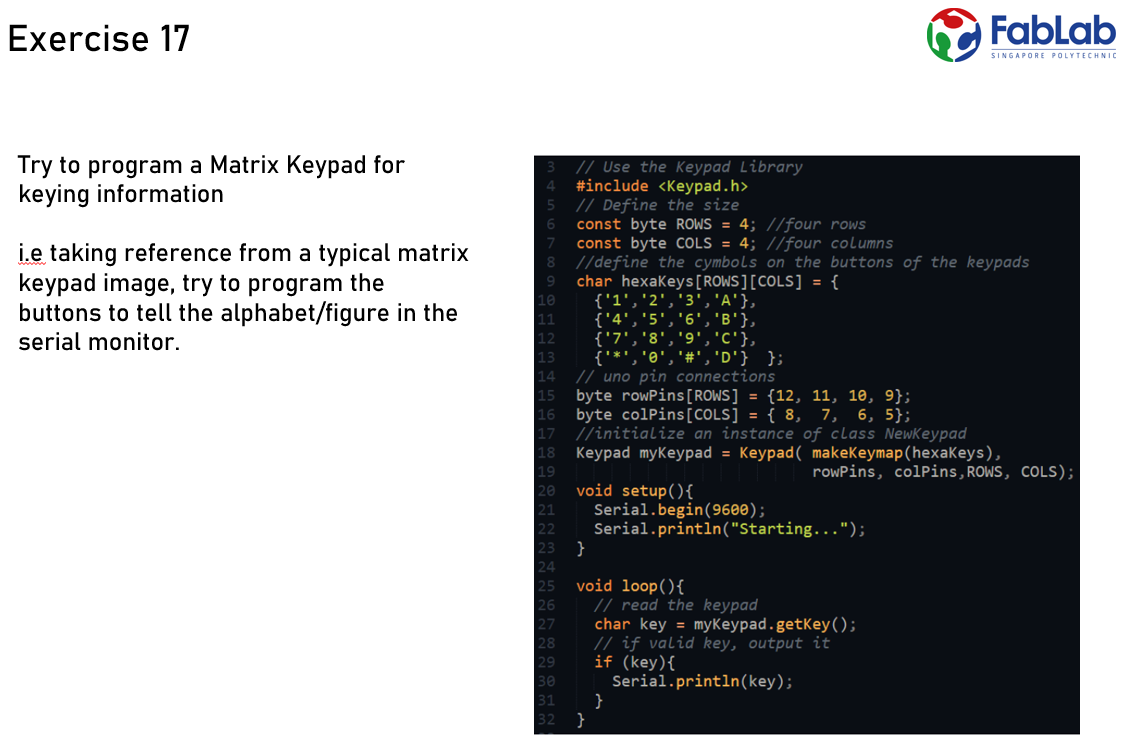 Exercise 17
FabLab
SINGAPORE POLYTECHNIC
Try to program a Matrix Keypad for
keying information
i.e taking reference from a typical matrix
keypad image, try to program the
buttons to tell the alphabet/figure in the
serial monitor.
3 // Use the Keypad Library
4 #include <Keypad.h>
5 // Define the size
6 const byte ROWS = 4; //four rows
7 const byte COLS = 4; //four columns
8 //define the cymbols on the buttons of the keypads
9 char hexaKeys[ROWS][COLS] = {
10 {'1','2','3','A'},
11 {'4','5','6','B'},
12 {'7','8','9','C'},
13 {'*','0','#','D'} };
14 // uno pin connections
15 byte rowPins[ROWS] = {12, 11, 10, 9};
16 byte colPins[COLS] = { 8, 7, 6, 5};
17 //initialize an instance of class NewKeypad
18 Keypad myKeypad = Keypad( makeKeymap(hexaKeys),
19 rowPins, colPins,ROWS, COLS);
20 void setup(){
21 Serial.begin(9600);
22 Serial.println("Starting...");
23 }
24
25 void loop(){
26 // read the keypad
27 char key = myKeypad.getKey();
28 // if valid key, output it
29 if (key){
30 Serial.println(key);
31 }
32 }